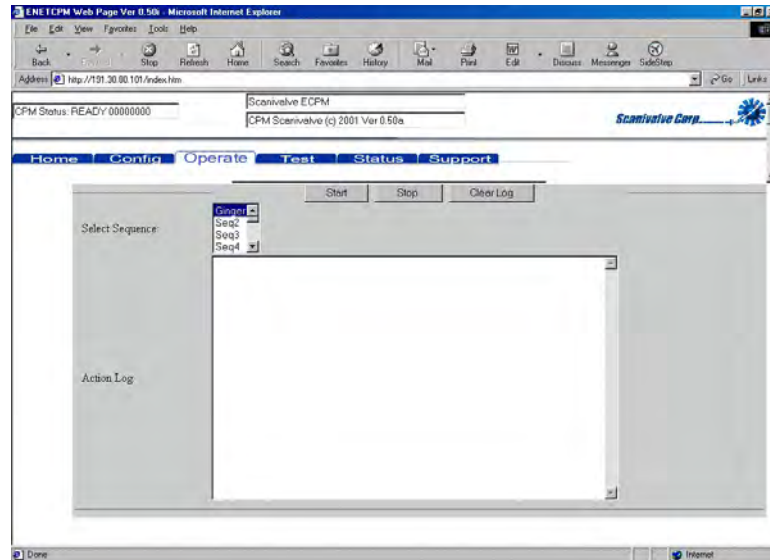 ENETCPM Web Page Ver 0.50i - Microsoft Internet Explorer
File Edit View Favorites Tools Help
Back Forward Stop Refresh Home Search Favorites History Mail Print Edit Discuss Messenger SideStep
Address http://191.30.80.101/index.htm Go Links
CPM Status: READY 00000000
Scanivalve ECPM
CPM Scanivalve (c) 2001 Ver 0.50a
Scanivalve Corp.
Home Config Operate Test Status Support
Start Stop Clear Log
Select Sequence
Ginger
Seq2
Seq3
Seq4
Action Log
Done Internet